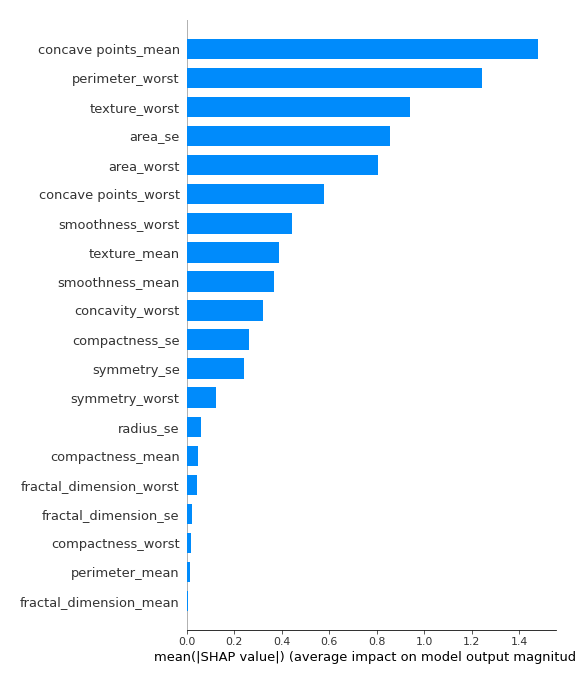 concave points_mean
perimeter_worst
texture_worst
area_se
area_worst
concave points_worst
smoothness_worst
texture_mean
smoothness_mean
concavity_worst
compactness_se
symmetry_se
symmetry_worst
radius_se
compactness_mean
fractal_dimension_worst
fractal_dimension_se
compactness_worst
perimeter_mean
fractal_dimension_mean
0.0 0.2 0.4 0.6 0.8 1.0 1.2 1.4
mean(|SHAP value|) (average impact on model output magnitud